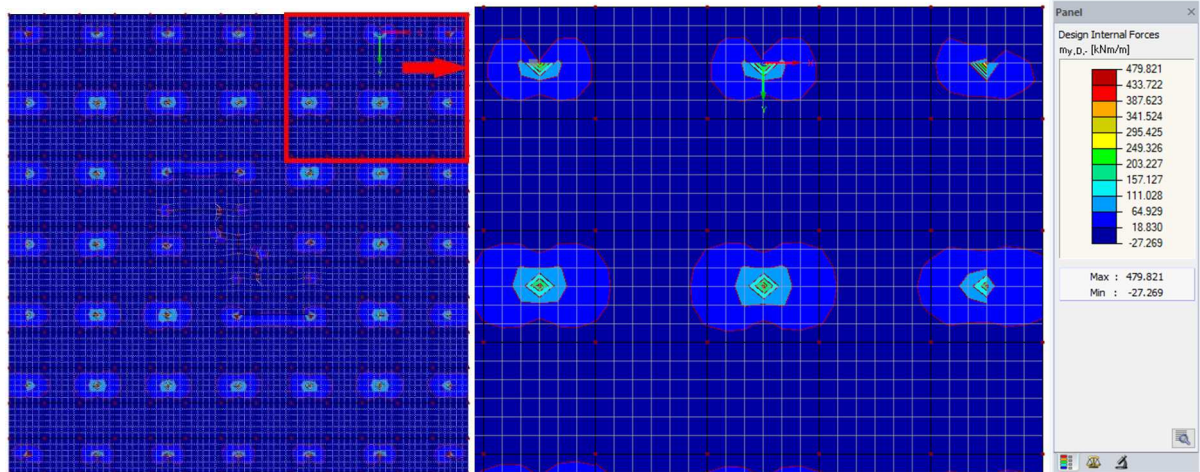 Panel
Design Internal Forces
my,D,- [kNm/m]
479.821
433.722
387.623
341.524
295.425
249.326
203.227
157.127
111.028
64.929
18.830
-27.269
Max : 479.821
Min : -27.269